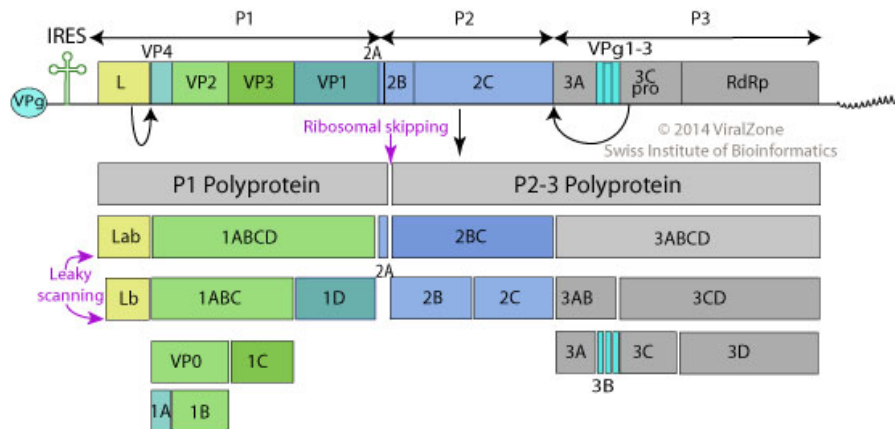 P1 P2 P3
IRES
VP4 2A VPg1-3
L VP2 VP3 VP1 2B 2C 3A 3C pro RdRp
VPg
Ribosomal skipping
© 2014 ViralZone
Swiss Institute of Bioinformatics
P1 Polyprotein P2-3 Polyprotein
Lab 1ABCD 2BC 3ABCD
2A
Leaky
scanning
Lb 1ABC 1D 2B 2C 3AB 3CD
VP0 1C 3A 3C 3D
3B
1A 1B